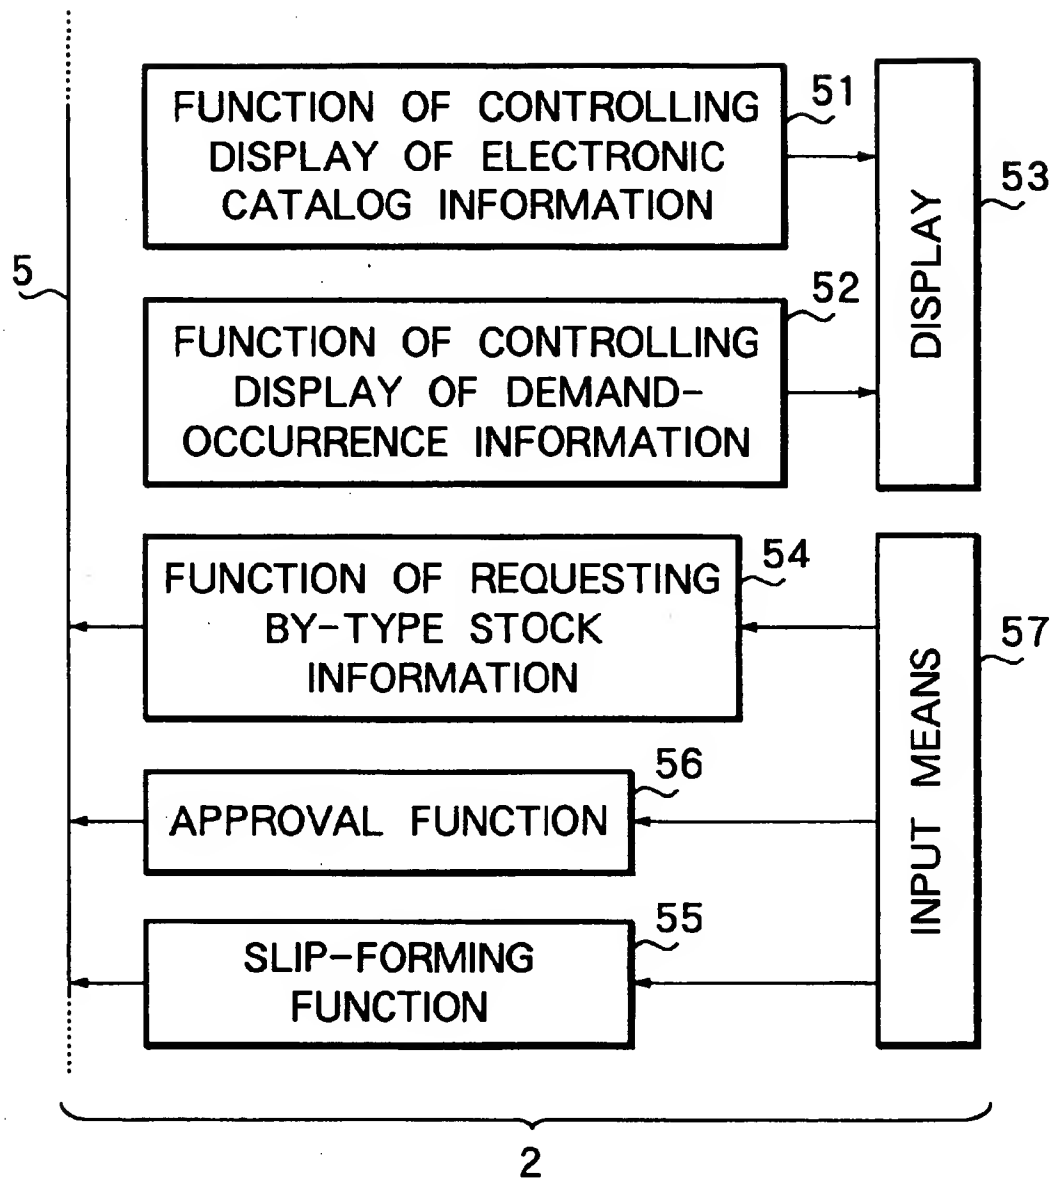 51
FUNCTION OF CONTROLLING
DISPLAY OF ELECTRONIC
CATALOG INFORMATION
53
DISPLAY
5
52
FUNCTION OF CONTROLLING
DISPLAY OF DEMAND-
OCCURRENCE INFORMATION
54
FUNCTION OF REQUESTING
BY-TYPE STOCK
INFORMATION
57
INPUT MEANS
56
APPROVAL FUNCTION
55
SLIP-FORMING
FUNCTION
2